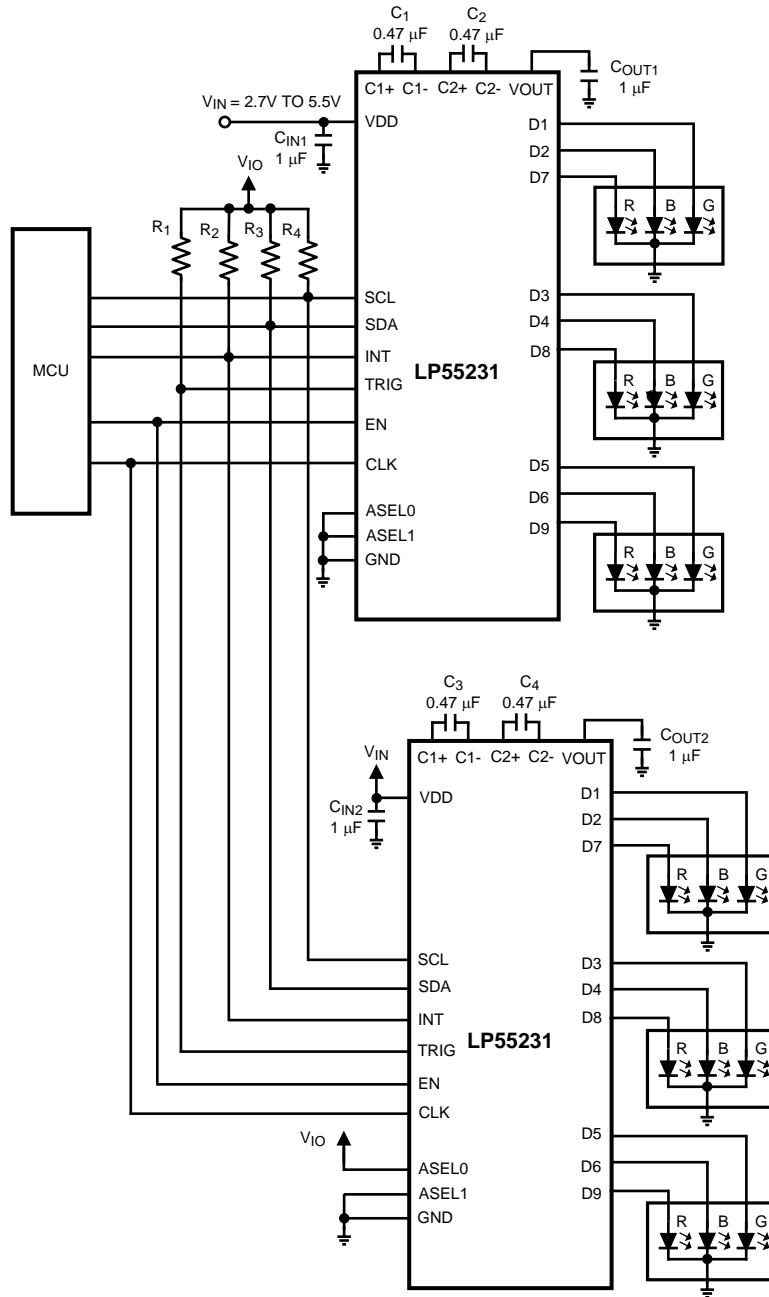 C1 C2
0.47 µF 0.47 µF
COUT1
1 µF
C1+ C1- C2+ C2- VOUT
VIN = 2.7V TO 5.5V
VDD
CIN1
1 µF
D1
D2
D7
VIO
R B G
R1 R2 R3 R4
SCL
SDA
INT
TRIG
EN
CLK
MCU
LP55231
D3
D4
D8
R B G
D5
D6
D9
ASEL0
ASEL1
GND
R B G
C3 C4
0.47 µF 0.47 µF
COUT2
1 µF
VIN
C1+ C1- C2+ C2- VOUT
VDD
CIN2
1 µF
D1
D2
D7
R B G
SCL
SDA
INT
TRIG
EN
CLK
LP55231
D3
D4
D8
R B G
VIO
ASEL0
ASEL1
GND
D5
D6
D9
R B G